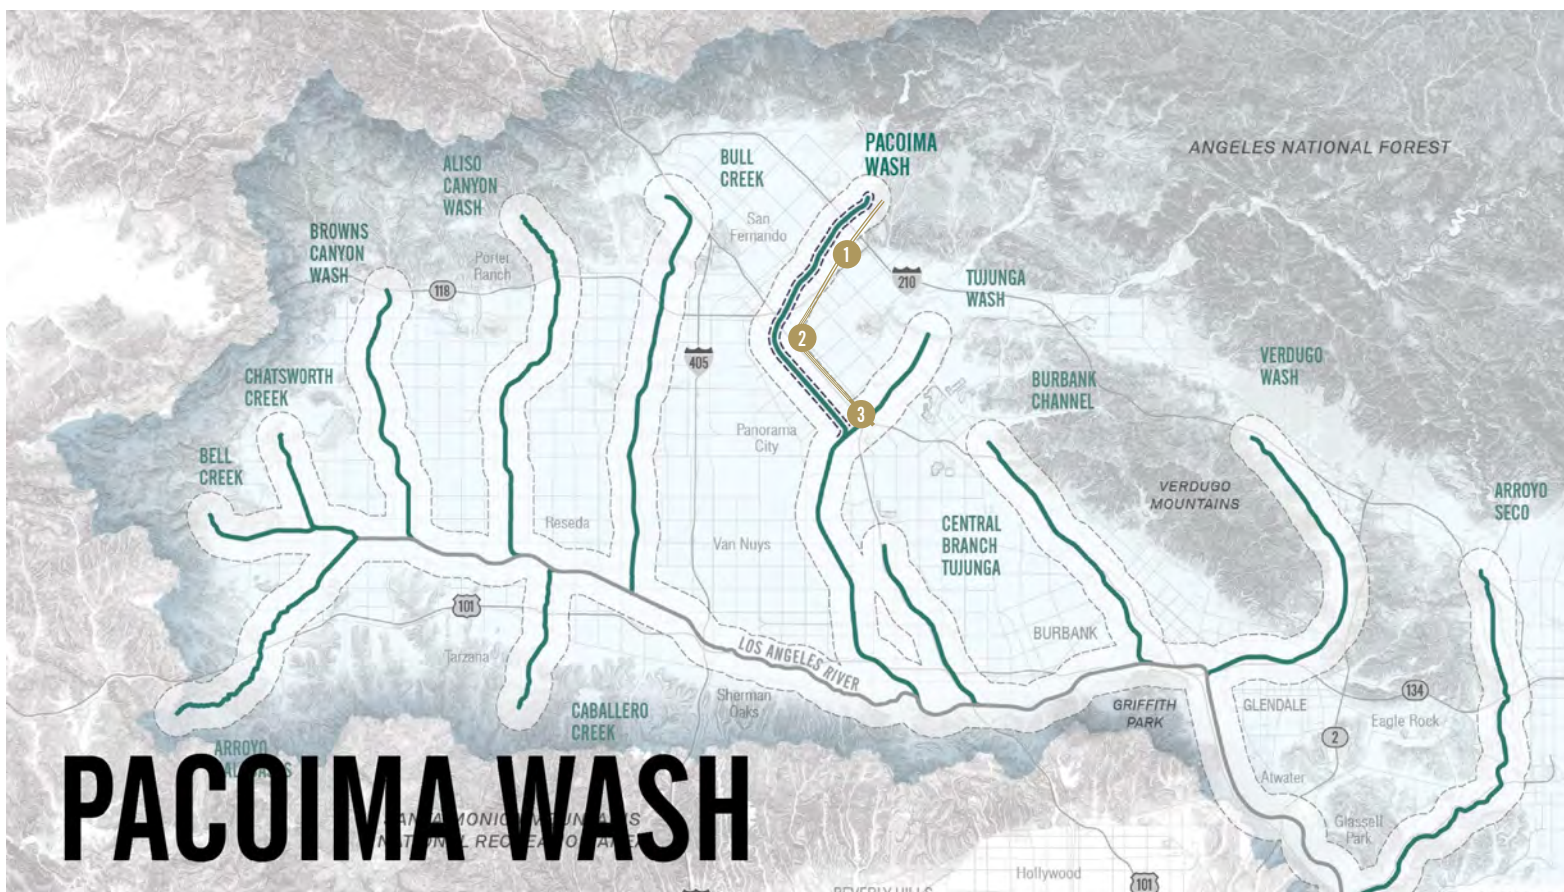 PACOIMA
WASH
ANGELES NATIONAL FOREST
BULL
CREEK
ALISO
CANYON
WASH
San
Fernando
BROWNS
CANYON
WASH
Porter
Ranch
1
118
210
TUJUNGA
WASH
2
405
VERDUGO
WASH
CHATSWORTH
CREEK
BURBANK
CHANNEL
3
Panorama
City
BELL
CREEK
VERDUGO
MOUNTAINS
ARROYO
SECO
Reseda
Van Nuys
CENTRAL
BRANCH
TUJUNGA
101
BURBANK
LOS ANGELES RIVER
Tarzana
Sherman
Oaks
134
CABALLERO
CREEK
GRIFFITH
PARK
GLENDALE
Eagle Rock
2
ARROYO
Atwater
PACOIMA WASH
Glassell
Park
Hollywood
101
BEVERLY HILLS